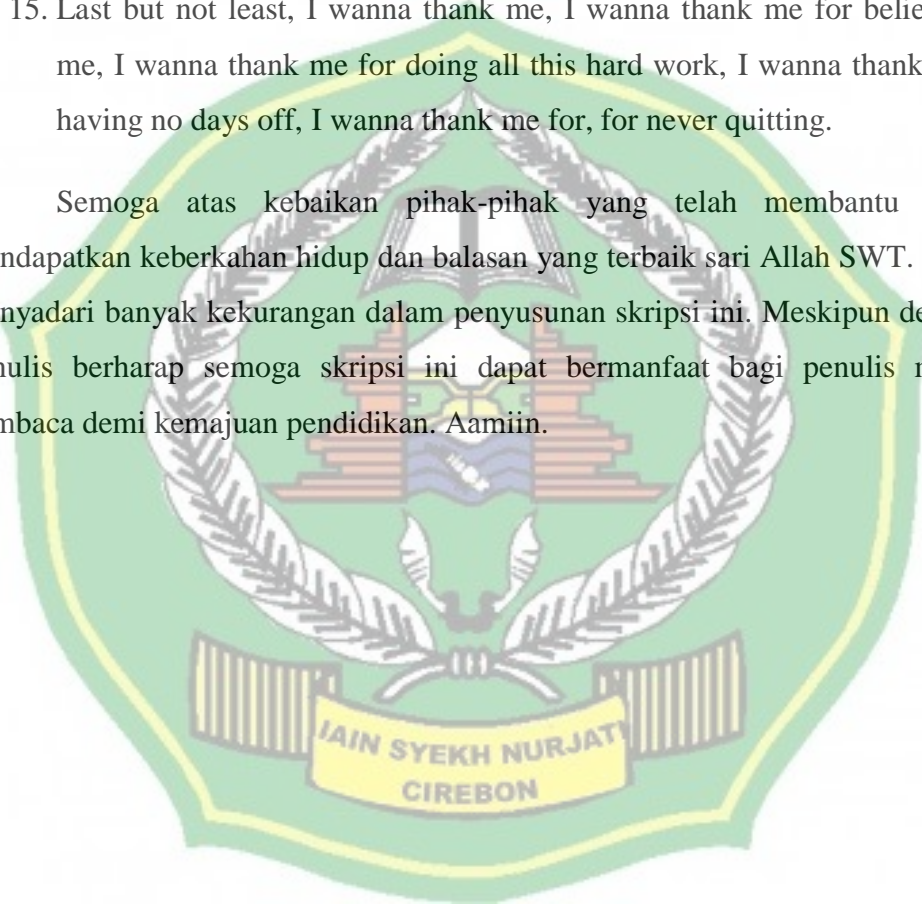 15. Last but not least, I wanna thank me, I wanna thank me for belie
me, I wanna thank me for doing all this hard work, I wanna thank
having no days off, I wanna thank me for, for never quitting.
Semoga atas kebaikan pihak-pihak yang telah membantu
ndapatkan keberkahan hidup dan balasan yang terbaik sari Allah SWT.
nyadari banyak kekurangan dalam penyusunan skripsi ini. Meskipun de
nulis berharap semoga skripsi ini dapat bermanfaat bagi penulis
mbaca demi kemajuan pendidikan. Aamiin.
IAIN SYEKH NURJATI
CIREBON